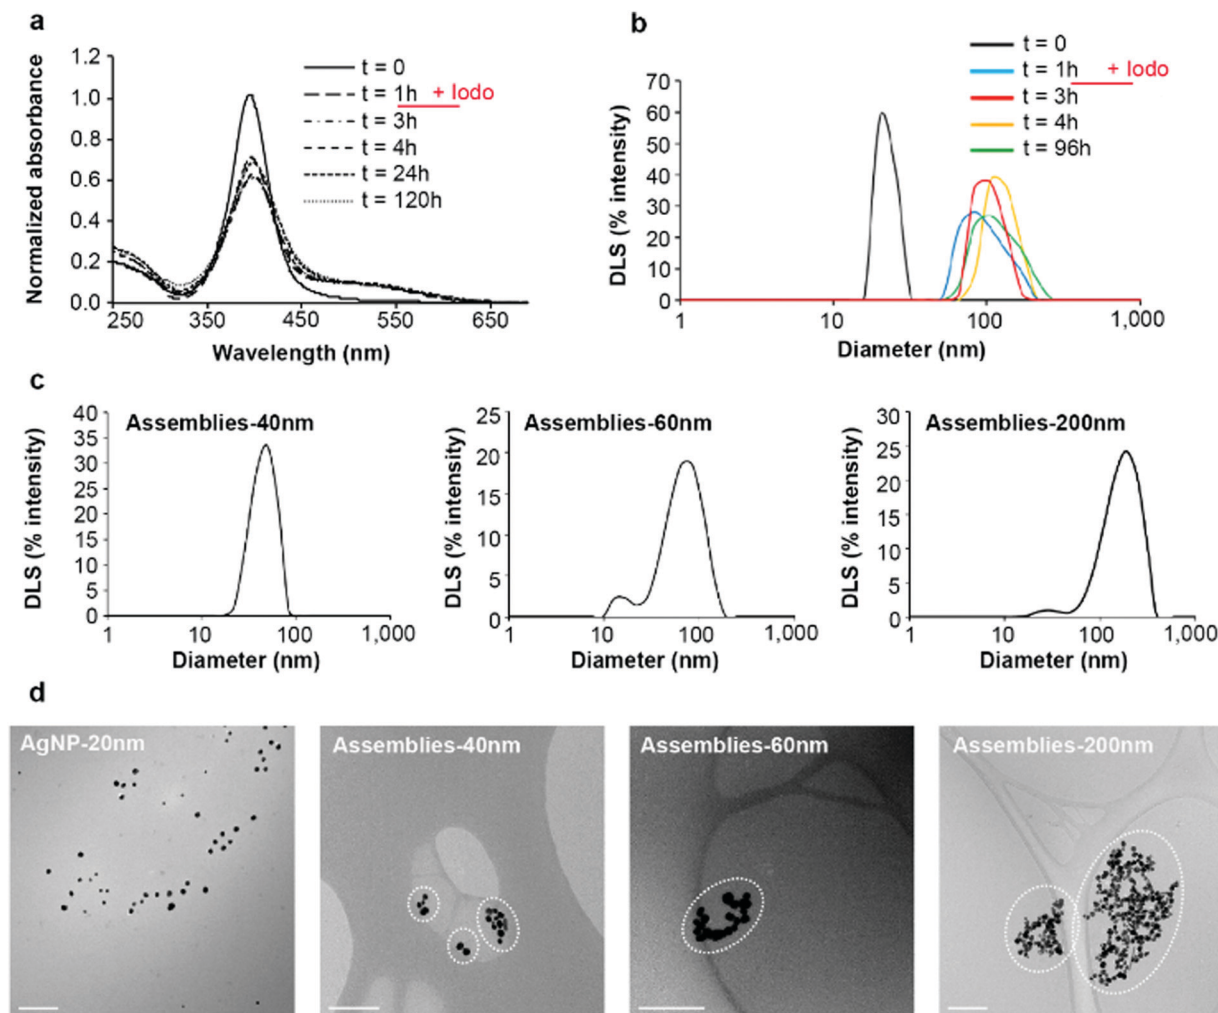 a
1.2
1.0
0.8
0.6
0.4
0.2
0.0
250 350 450 550 650
Normalized absorbance
Wavelength (nm)
t = 0
t = 1h + Iodo
t = 3h
t = 4h
t = 24h
t = 120h
b
70
60
50
40
30
20
10
0
1 10 100 1,000
DLS (% intensity)
Diameter (nm)
t = 0
t = 1h + Iodo
t = 3h
t = 4h
t = 96h
c
Assemblies-40nm
40
35
30
25
20
15
10
5
0
1 10 100 1,000
DLS (% intensity)
Diameter (nm)
Assemblies-60nm
25
20
15
10
5
0
1 10 100 1,000
DLS (% intensity)
Diameter (nm)
Assemblies-200nm
30
25
20
15
10
5
0
1 10 100 1,000
DLS (% intensity)
Diameter (nm)
d
AgNP-20nm
Assemblies-40nm
Assemblies-60nm
Assemblies-200nm